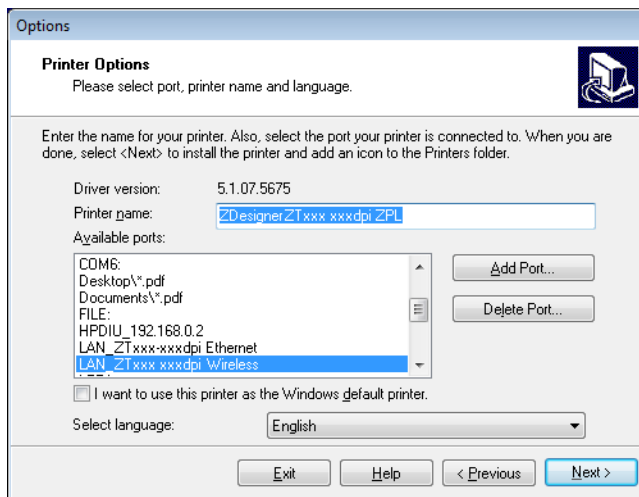 Options
Printer Options
Please select port, printer name and language.
Enter the name for your printer. Also, select the port your printer is connected to. When you are
done, select <Next> to install the printer and add an icon to the Printers folder.
Driver version: 5.1.07.5675
Printer name: ZDesignerZTxxx xxxdpi ZPL
Available ports:
COM6:
Desktop\*.pdf
Documents\*.pdf
FILE:
HPDIU_192.168.0.2
LAN_ZTxxx-xxxdpi Ethernet
LAN_ZTxxx xxxdpi Wireless
Add Port...
Delete Port...
I want to use this printer as the Windows default printer.
Select language: English
Exit Help < Previous Next >